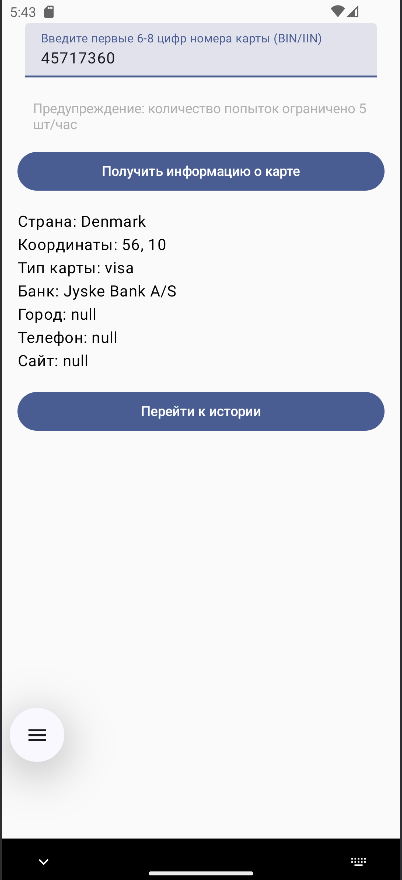 5:43
Введите первые 6-8 цифр номера карты (BIN/IIN)
45717360
Предупреждение: количество попыток ограничено 5
шт/час
Получить информацию о карте
Страна: Denmark
Координаты: 56, 10
Тип карты: visa
Банк: Jyske Bank A/S
Город: null
Телефон: null
Сайт: null
Перейти к истории